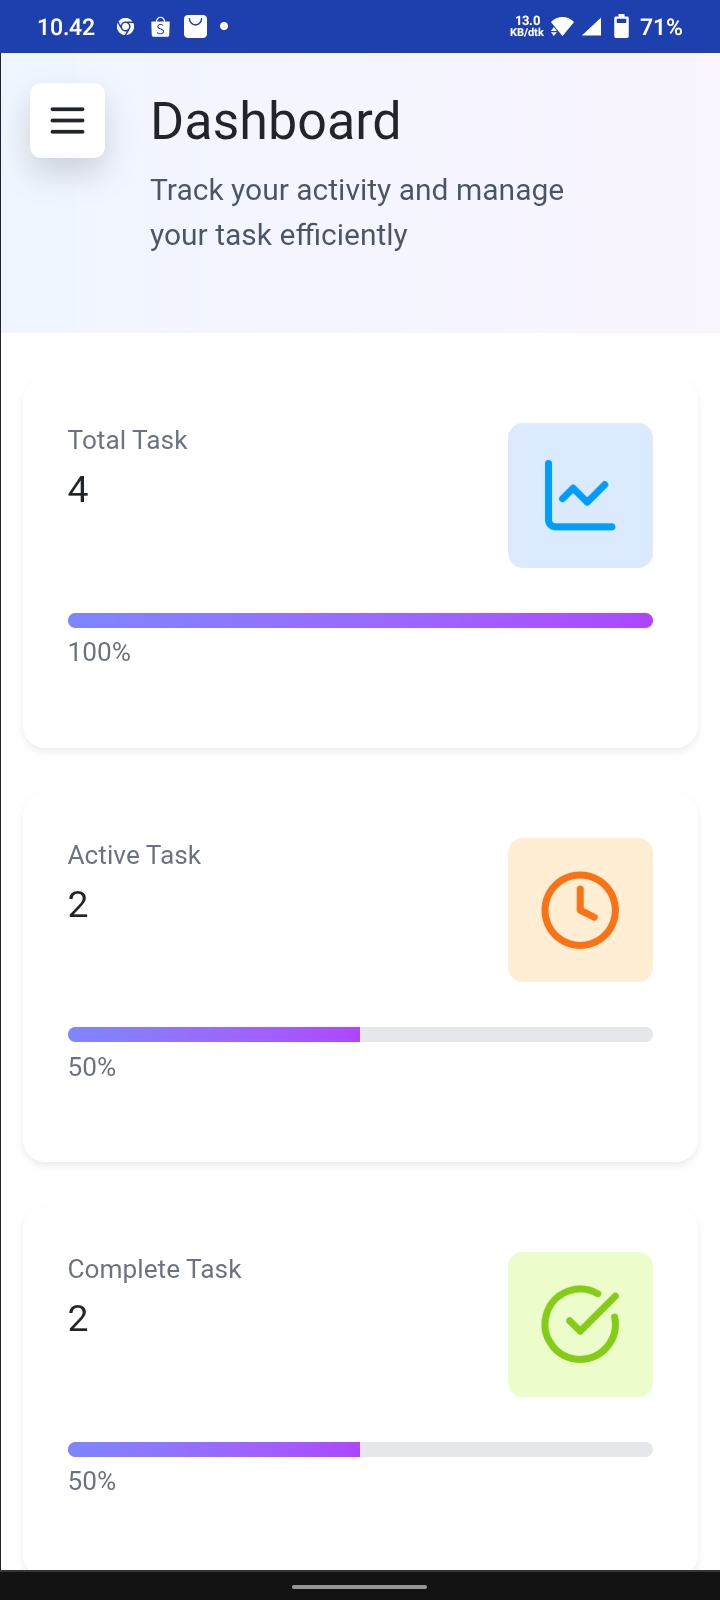 10.42
13.0
KB/dtk
71%
Dashboard
Track your activity and manage
your task efficiently
Total Task
4
100%
Active Task
2
50%
Complete Task
2
50%